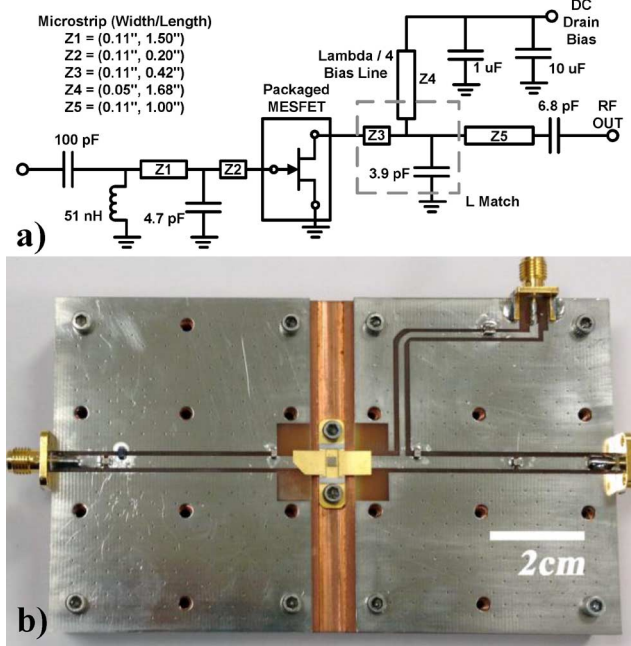 Microstrip (Width/Length)
Z1 = (0.11", 1.50")
Z2 = (0.11", 0.20")
Z3 = (0.11", 0.42")
Z4 = (0.05", 1.68")
Z5 = (0.11", 1.00")
DC
Drain
Bias
Lambda / 4
Bias Line
Z4
1 uF
10 uF
Packaged
MESFET
6.8 pF
RF
OUT
100 pF
Z1
Z2
Z3
Z5
3.9 pF
L Match
51 nH
4.7 pF
a)
2cm
b)